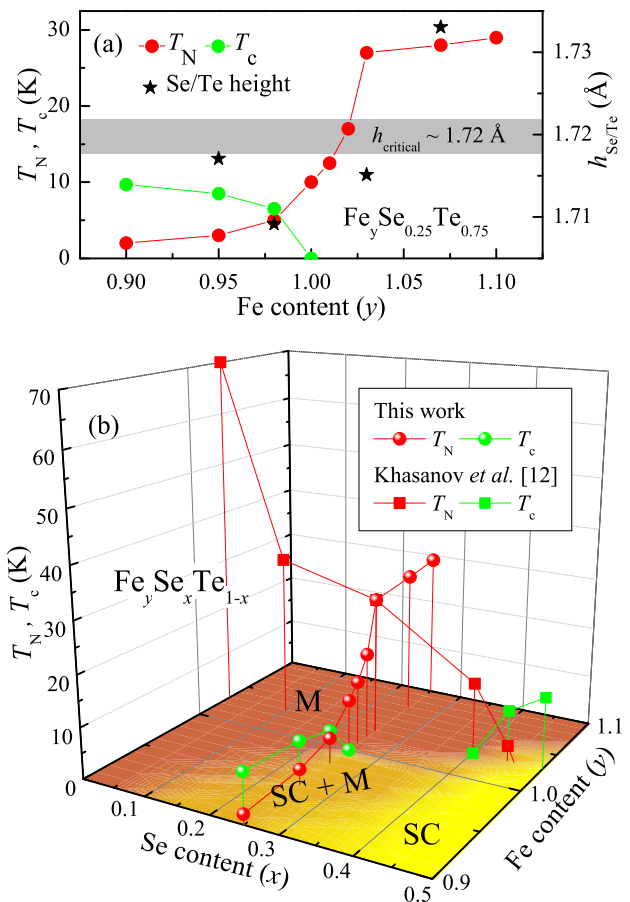 (a)
T_N T_c
Se/Te height
h_critical ~ 1.72 Å
Fe_ySe_0.25Te_0.75
T_N, T_c (K)
30
20
10
0
h_Se/Te (Å)
1.73
1.72
1.71
0.90 0.95 1.00 1.05 1.10
Fe content (y)
(b)
This work
T_N T_c
Khasanov et al. [12]
T_N T_c
Fe_ySe_xTe_1-x
T_N, T_c (K)
70
60
50
40
30
20
10
0
M
SC + M
SC
0.1 0.2 0.3 0.4 0.5
Se content (x)
0.9 1.0 1.1
Fe content (y)